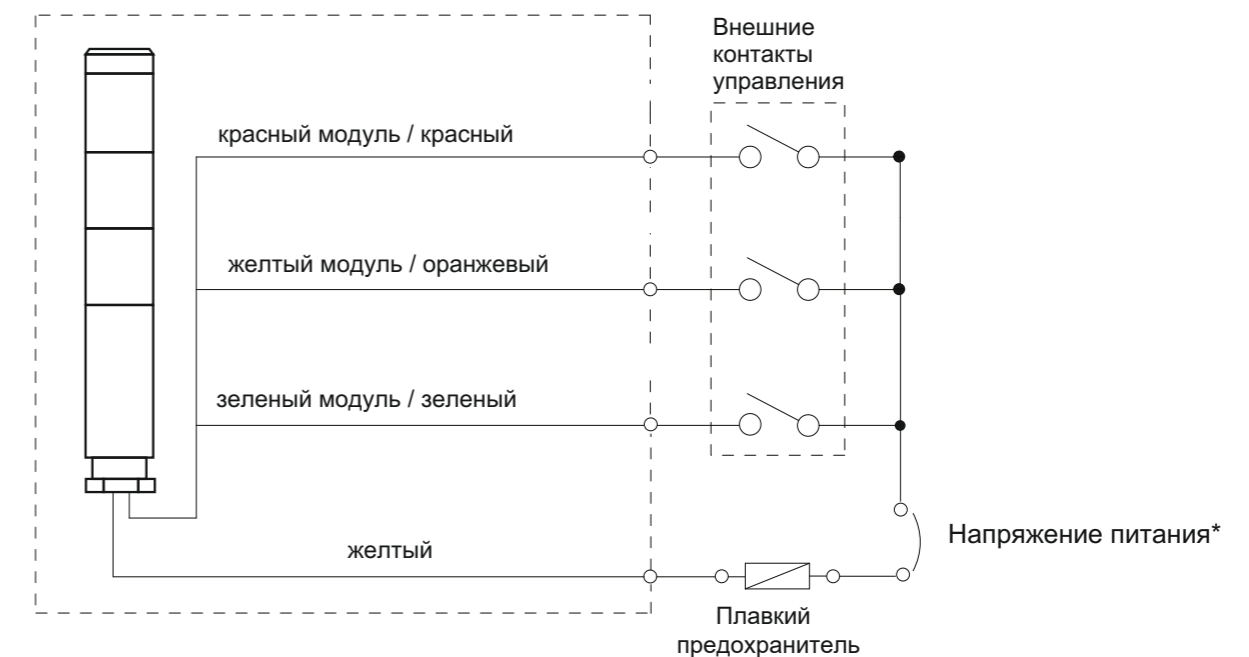 Внешние
контакты
управления
красный модуль / красный
желтый модуль / оранжевый
зеленый модуль / зеленый
Напряжение питания*
желтый
Плавкий
предохранитель